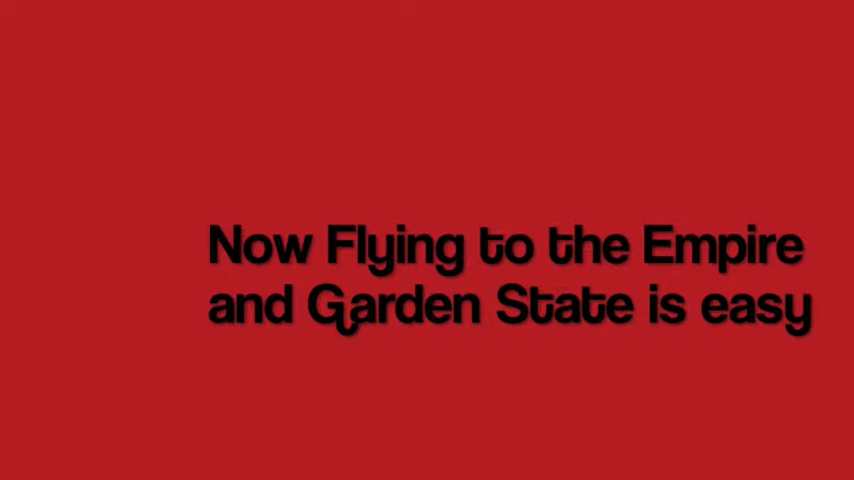 Now Flying to the Empire
and Garden State is easy